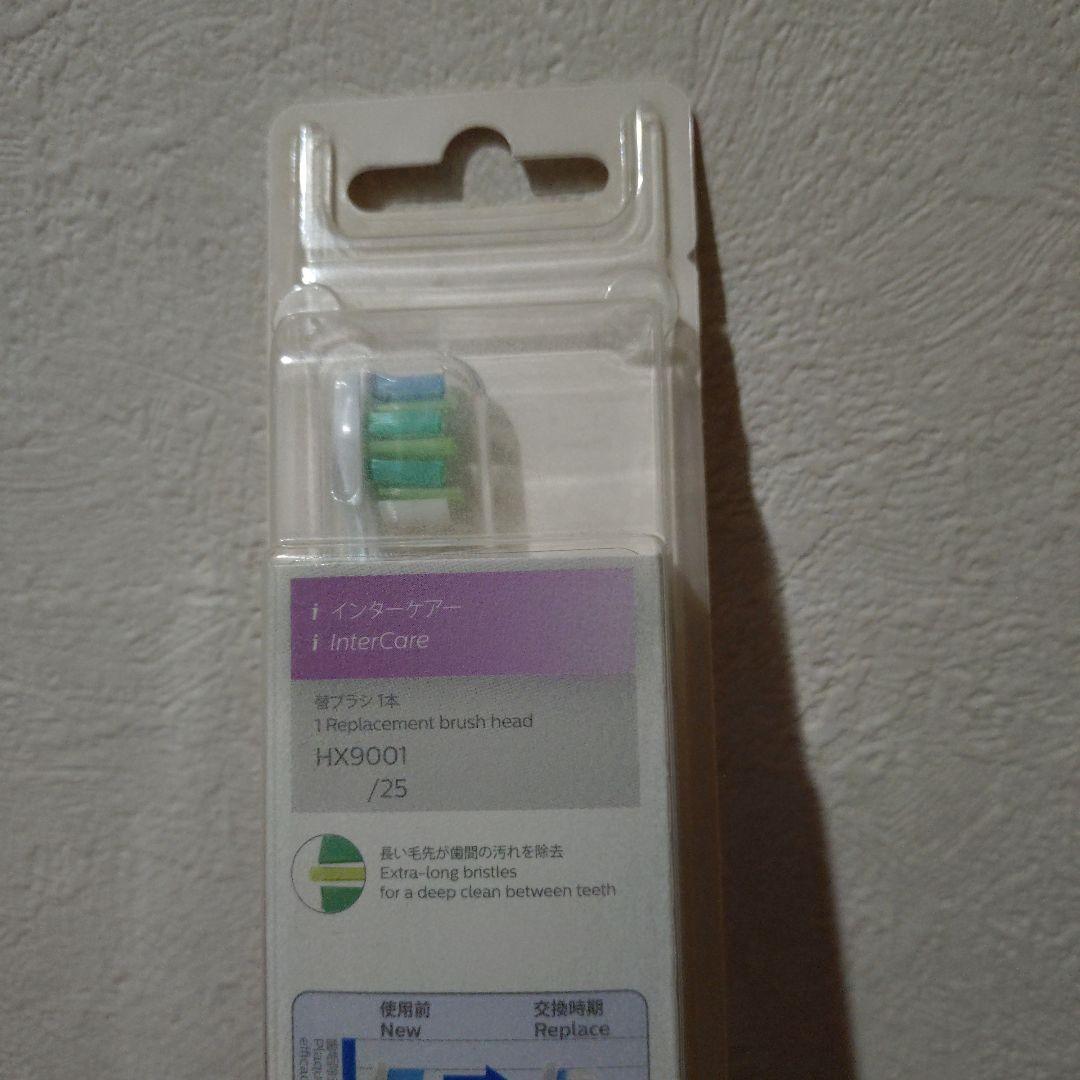 i インターケアー
i InterCare
替ブラシ 1本
1 Replacement brush head
HX9001
/25
長い毛先が歯間の汚れを除去
Extra-long bristles
for a deep clean between teeth
使用前 交換時期
New Replace